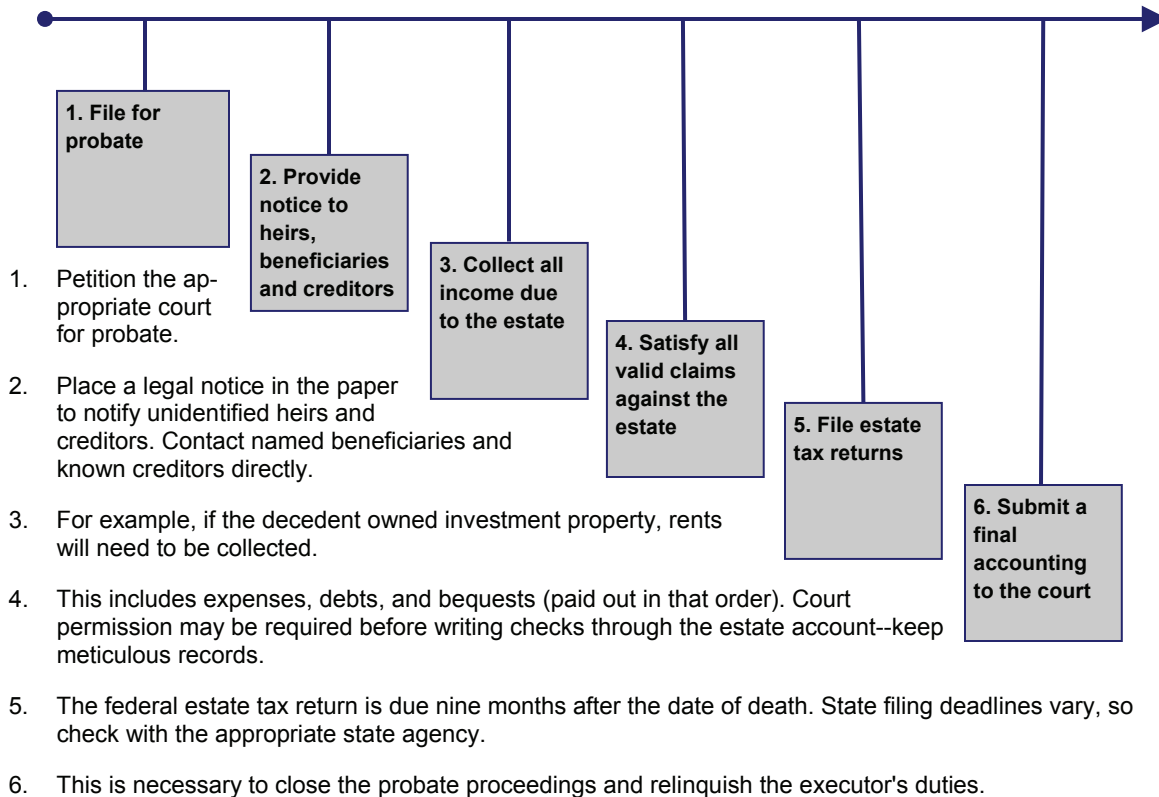 1. File for
probate
2. Provide
notice to
heirs,
beneficiaries
and creditors
3. Collect all
income due
to the estate
4. Satisfy all
valid claims
against the
estate
5. File estate
tax returns
6. Submit a
final
accounting
to the court
1. Petition the ap-
propriate court
for probate.
2. Place a legal notice in the paper
to notify unidentified heirs and
creditors. Contact named beneficiaries and
known creditors directly.
3. For example, if the decedent owned investment property, rents
will need to be collected.
4. This includes expenses, debts, and bequests (paid out in that order). Court
permission may be required before writing checks through the estate account--keep
meticulous records.
5. The federal estate tax return is due nine months after the date of death. State filing deadlines vary, so
check with the appropriate state agency.
6. This is necessary to close the probate proceedings and relinquish the executor's duties.